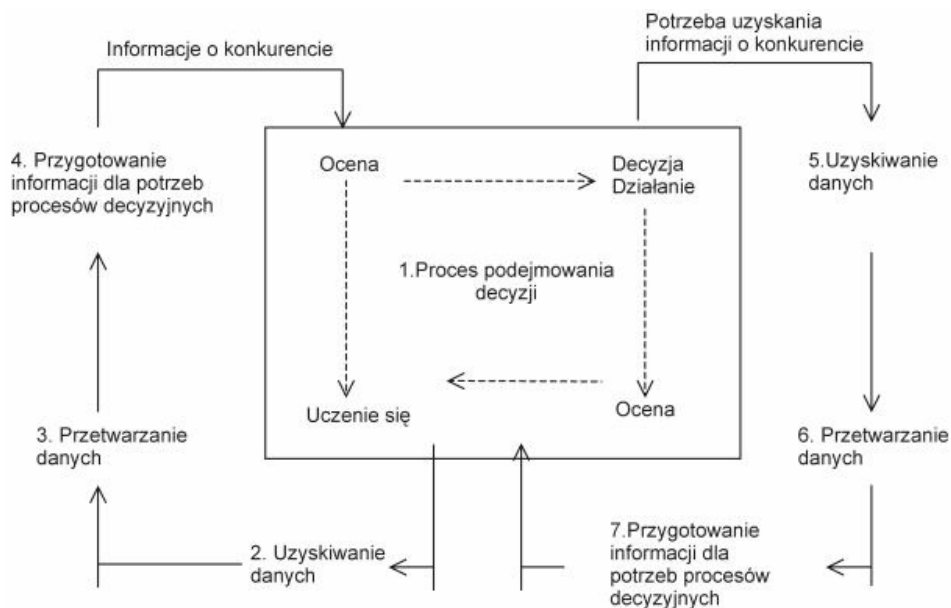 Informacje o konkurencie
Potrzeba uzyskania
informacji o konkurencie
4. Przygotowanie
informacji dla potrzeb
procesów decyzyjnych
Ocena
Decyzja
Działanie
5.Uzyskiwanie
danych
1.Proces podejmowania
decyzji
Uczenie się
Ocena
3. Przetwarzanie
danych
6. Przetwarzanie
danych
2. Uzyskiwanie
danych
7.Przygotowanie
informacji dla
potrzeb procesów
decyzyjnych